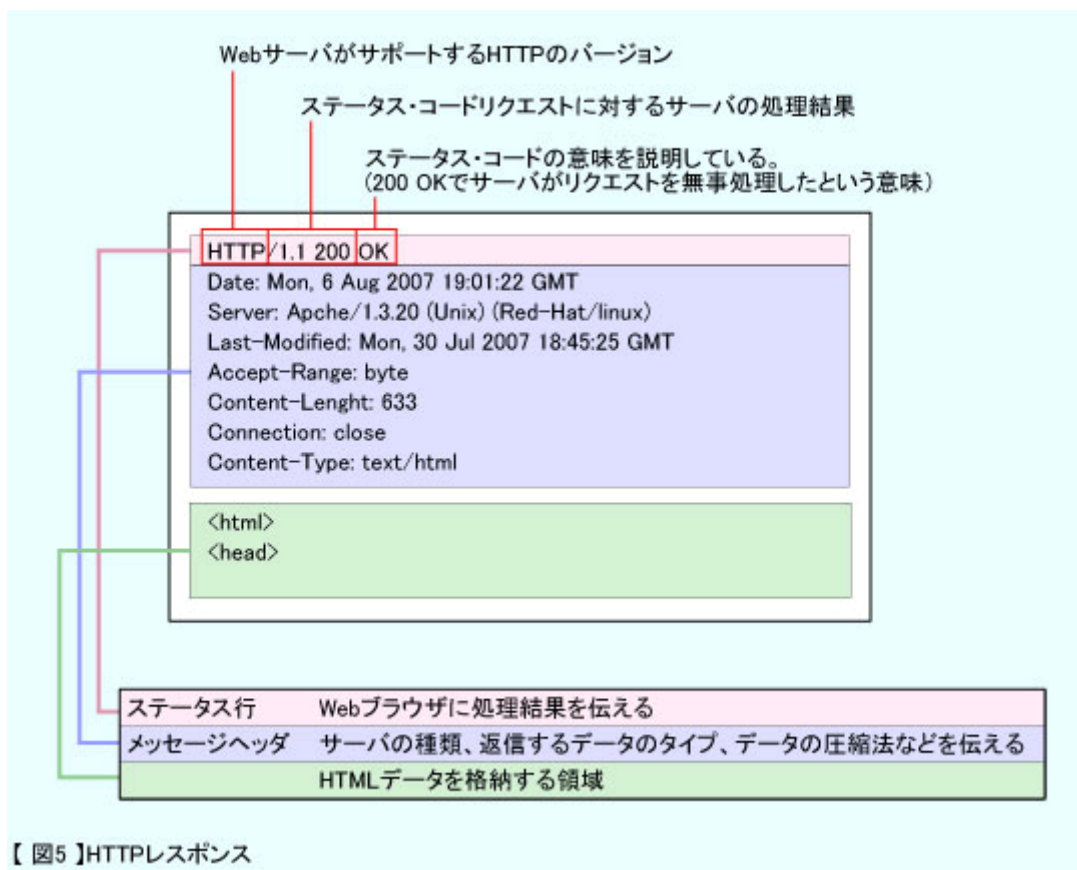 WebサーバがサポートするHTTPのバージョン
ステータス・コードリクエストに対するサーバの処理結果
ステータス・コードの意味を説明している。
(200 OKでサーバがリクエストを無事処理したという意味)
HTTP/1.1 200 OK
Date: Mon, 6 Aug 2007 19:01:22 GMT
Server: Apche/1.3.20 (Unix) (Red-Hat/linux)
Last-Modified: Mon, 30 Jul 2007 18:45:25 GMT
Accept-Range: byte
Content-Lenght: 633
Connection: close
Content-Type: text/html
<html>
<head>
ステータス行 Webブラウザに処理結果を伝える
メッセージヘッダ サーバの種類、返信するデータのタイプ、データの圧縮法などを伝える
HTMLデータを格納する領域
【 図5 】HTTPレスポンス